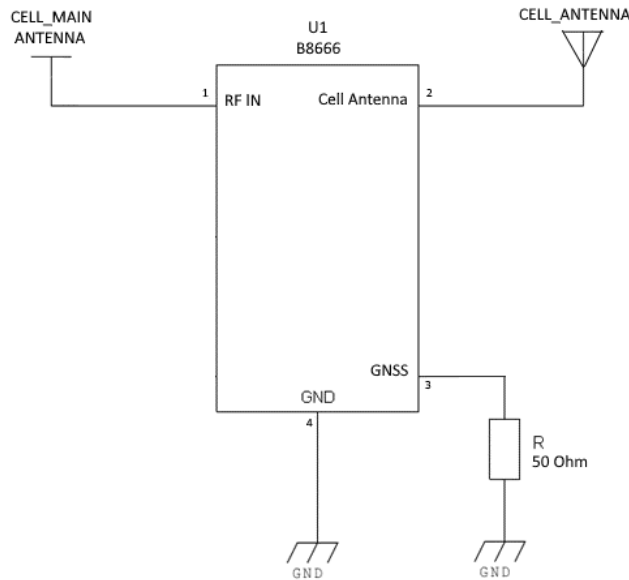 CELL_MAIN
ANTENNA
U1
B8666
CELL_ANTENNA
1
RF IN
Cell Antenna
2
GNSS
3
GND
4
R
50 Ohm
GND
GND